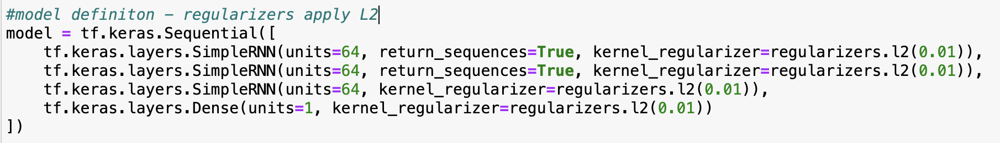 #model definiton – regularizers apply L2
model = tf.keras.Sequential([
    tf.keras.layers.SimpleRNN(units=64, return_sequences=True, kernel_regularizer=regularizers.l2(0.01)),
    tf.keras.layers.SimpleRNN(units=64, return_sequences=True, kernel_regularizer=regularizers.l2(0.01)),
    tf.keras.layers.SimpleRNN(units=64, kernel_regularizer=regularizers.l2(0.01)),
    tf.keras.layers.Dense(units=1, kernel_regularizer=regularizers.l2(0.01))
])